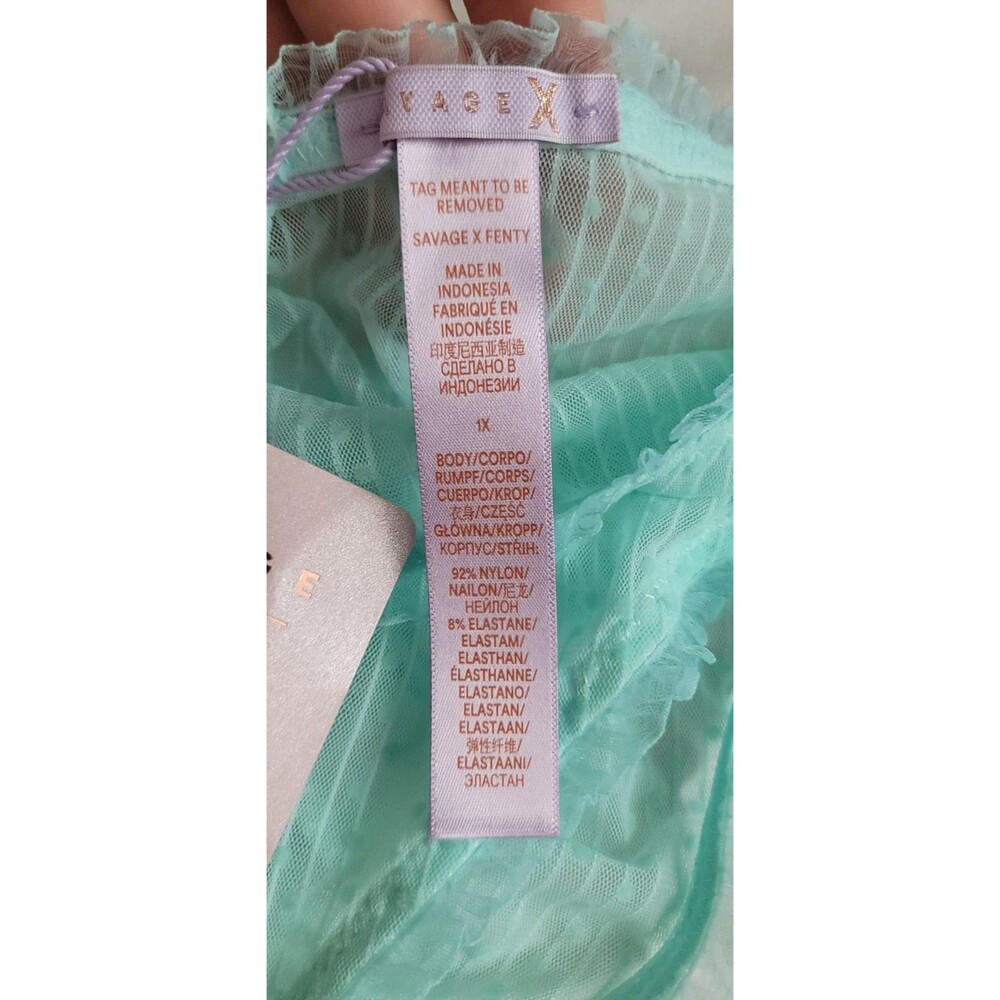 VAGE X
TAG MEANT TO BE
REMOVED
SAVAGE X FENTY
MADE IN
INDONESIA
FABRIQUÉ EN
INDONÉSIE
印度尼西亚制造
СДЕЛАНО В
ИНДОНЕЗИИ
1X
BODY/CORPO/
RUMPF/CORPS/
CUERPO/KROP/
衣身/CZĘŚĆ
GŁÓWNA/KROPP/
КОРПУС/STŘIH:
92% NYLON/
NAILON/尼龙/
НЕЙЛОН
8% ELASTANE/
ELASTAM/
ELASTHAN/
ÉLASTHANNE/
ELASTANO/
ELASTAN/
ELASTAAN/
弹性纤维/
ELASTAANI/
ЭЛАСТАН
G E